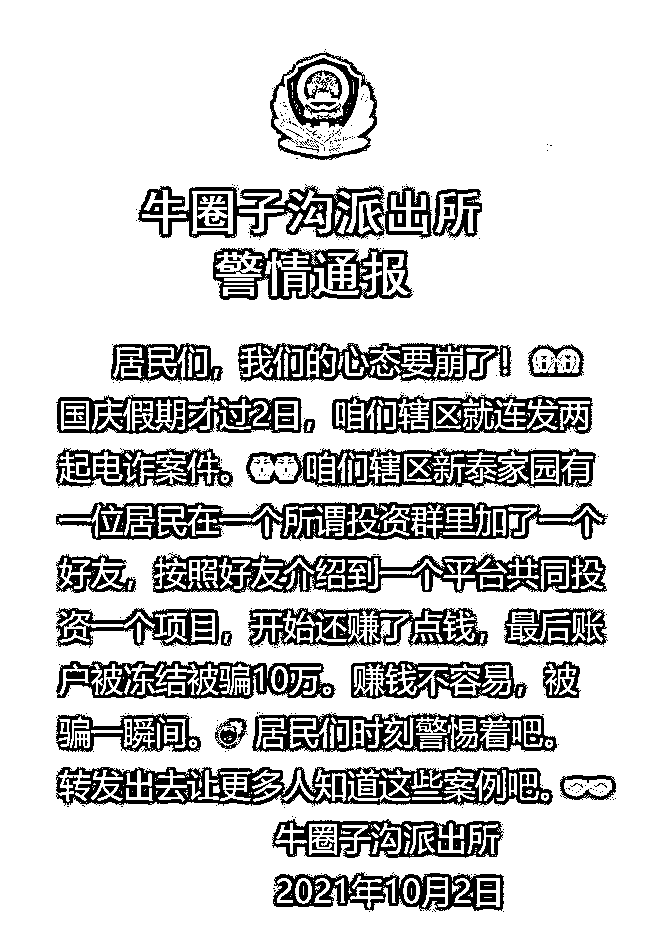 牛圈子沟派出所
警情通报
居民们，我们的心态要崩了！
国庆假期才过2日，咱们辖区就连发两
起电诈案件。咱们辖区新泰家园有
一位居民在一个所谓投资群里加了一个
好友，按照好友介绍到一个平台共同投
资一个项目，开始还赚了点钱，最后账
户被冻结被骗10万。赚钱不容易，被
骗一瞬间。居民们时刻警惕着吧。
转发出去让更多人知道这些案例吧。
牛圈子沟派出所
2021年10月2日